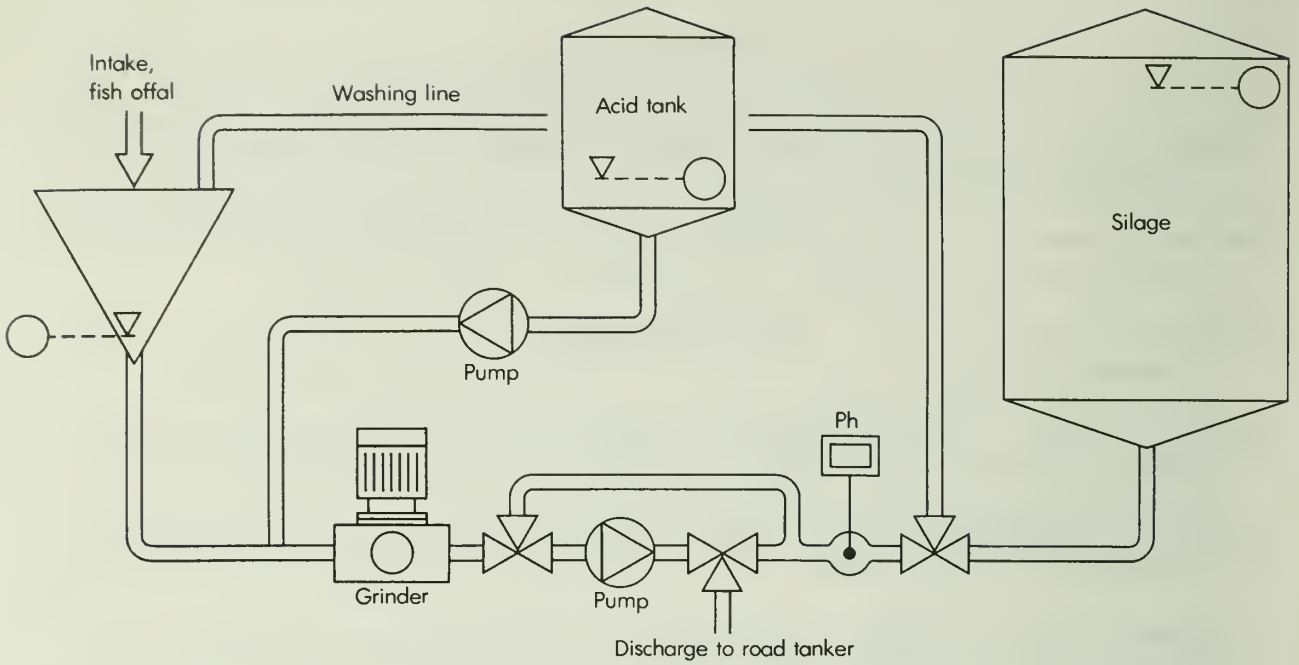 Intake,
fish offal
Washing line
Acid tank
Silage
Pump
Ph
Grinder
Pump
Discharge to road tanker